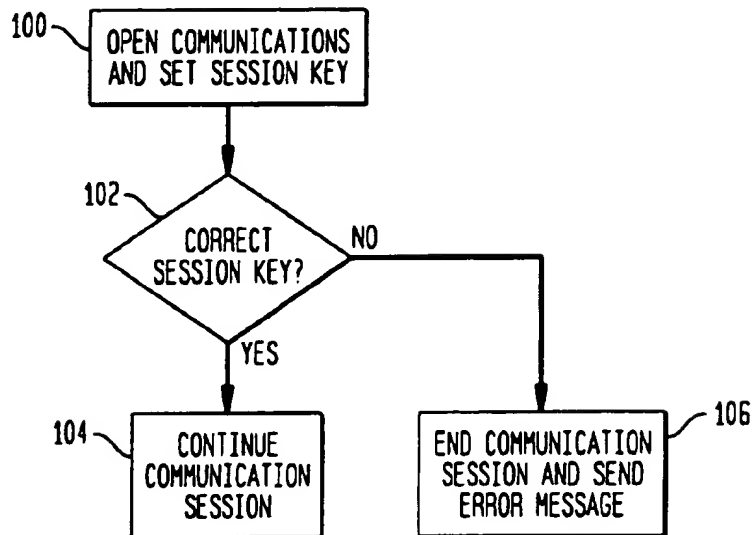 100
OPEN COMMUNICATIONS
AND SET SESSION KEY
102
CORRECT
SESSION KEY?
NO
YES
104
CONTINUE
COMMUNICATION
SESSION
106
END COMMUNICATION
SESSION AND SEND
ERROR MESSAGE